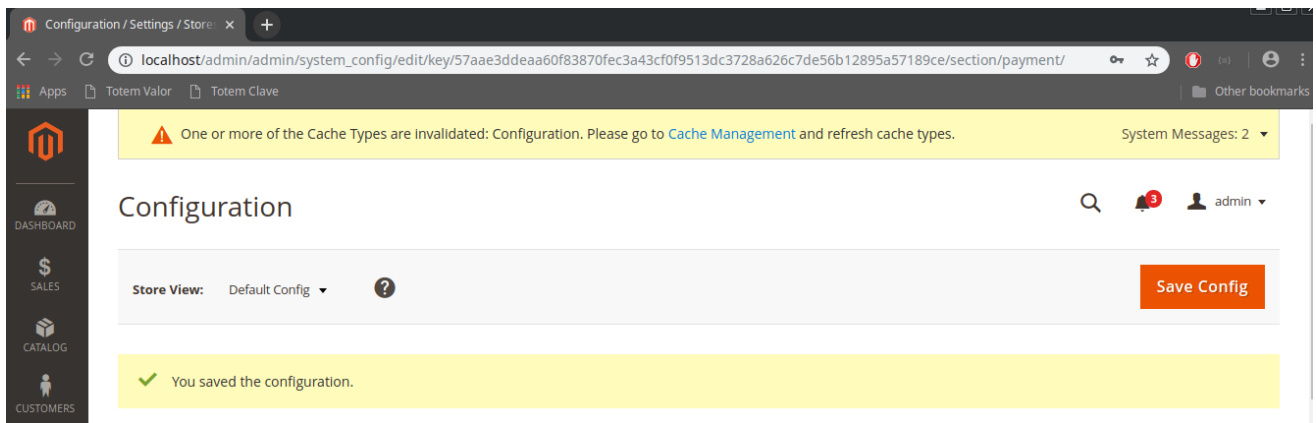 Configuration / Settings / Stores
localhost/admin/admin/system_config/edit/key/57aae3ddeaa60f83870fec3a43cf0f9513dc3728a626c7de56b12895a57189ce/section/payment/
Apps Totem Valor Totem Clave Other bookmarks
One or more of the Cache Types are invalidated: Configuration. Please go to Cache Management and refresh cache types. System Messages: 2
Configuration 3 admin
DASHBOARD
$
SALES
Store View: Default Config ? Save Config
CATALOG
You saved the configuration.
CUSTOMERS